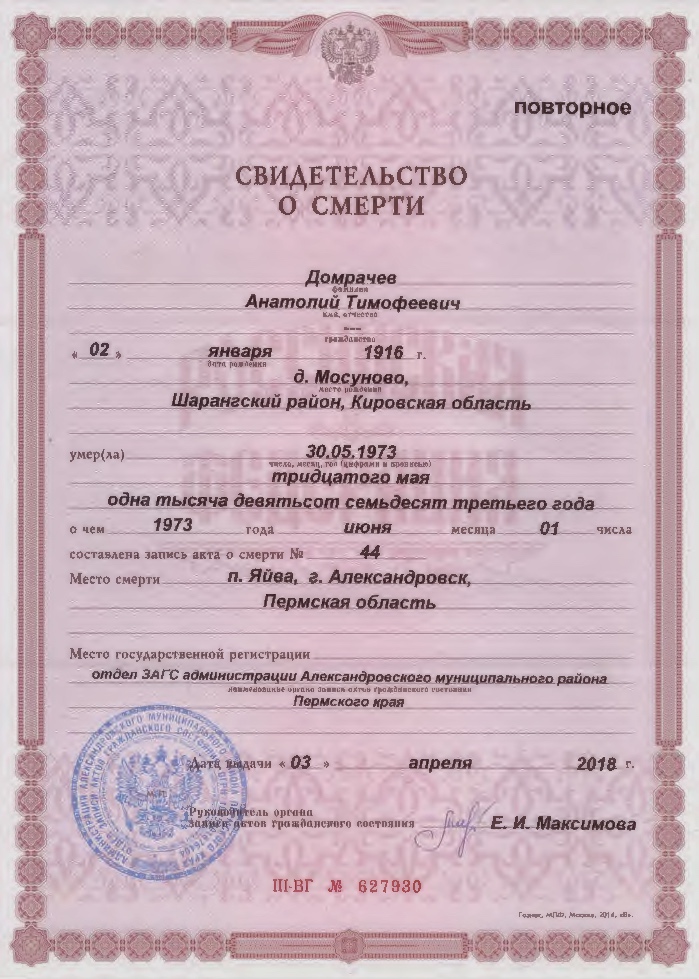 повторное
СВИДЕТЕЛЬСТВО
О СМЕРТИ
Домрачев
фамилия
Анатолий Тимофеевич
имя, отчество
гражданство
« 02 » января 1916 г.
дата рождения
д. Мосуново,
место рождения
Шарангский район, Кировская область
умер(ла) 30.05.1973
число, месяц, год (цифрами и прописью)
тридцатого мая
одна тысяча девятьсот семьдесят третьего года
о чем 1973 года июня месяца 01 числа
составлена запись акта о смерти № 44
Место смерти п. Яйва, г. Александровск,
Пермская область
Место государственной регистрации
отдел ЗАГС администрации Александровского муниципального района
наименование органа записи актов гражданского состояния
Пермского края
Дата выдачи « 03 » апреля 2018 г.
Руководитель органа
записи актов гражданского состояния Е. И. Максимова
III-ВГ № 627930
Гознак, МПФ, Москва, 2014, «В».